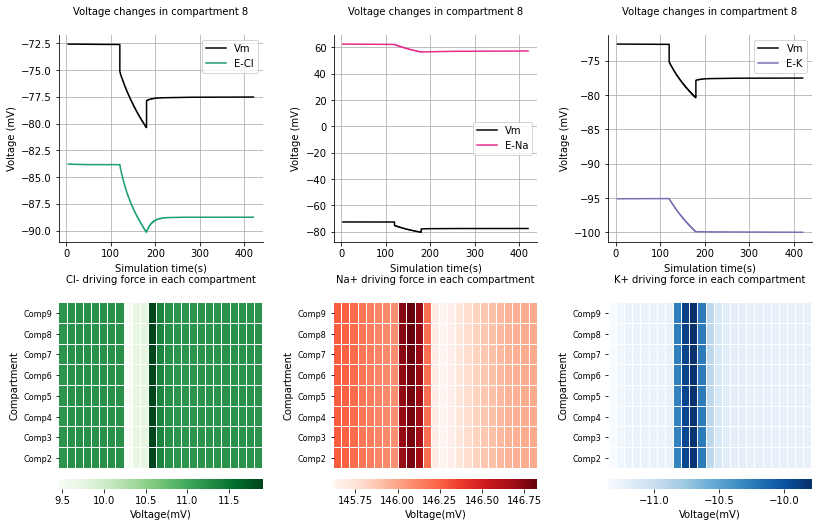 Voltage changes in compartment 8
Voltage (mV)
−72.5
−75.0
−77.5
−80.0
−82.5
−85.0
−87.5
−90.0
Vm
E-Cl
0 100 200 300 400
Simulation time(s)
Voltage changes in compartment 8
Voltage (mV)
60
40
20
0
−20
−40
−60
−80
Vm
E-Na
0 100 200 300 400
Simulation time(s)
Voltage changes in compartment 8
Voltage (mV)
−75
−80
−85
−90
−95
−100
Vm
E-K
0 100 200 300 400
Simulation time(s)
Cl- driving force in each compartment
Compartment
Comp9
Comp8
Comp7
Comp6
Comp5
Comp4
Comp3
Comp2
9.5 10.0 10.5 11.0 11.5
Voltage(mV)
Na+ driving force in each compartment
Compartment
Comp9
Comp8
Comp7
Comp6
Comp5
Comp4
Comp3
Comp2
145.75 146.00 146.25 146.50 146.75
Voltage(mV)
K+ driving force in each compartment
Compartment
Comp9
Comp8
Comp7
Comp6
Comp5
Comp4
Comp3
Comp2
−11.0 −10.5 −10.0
Voltage(mV)